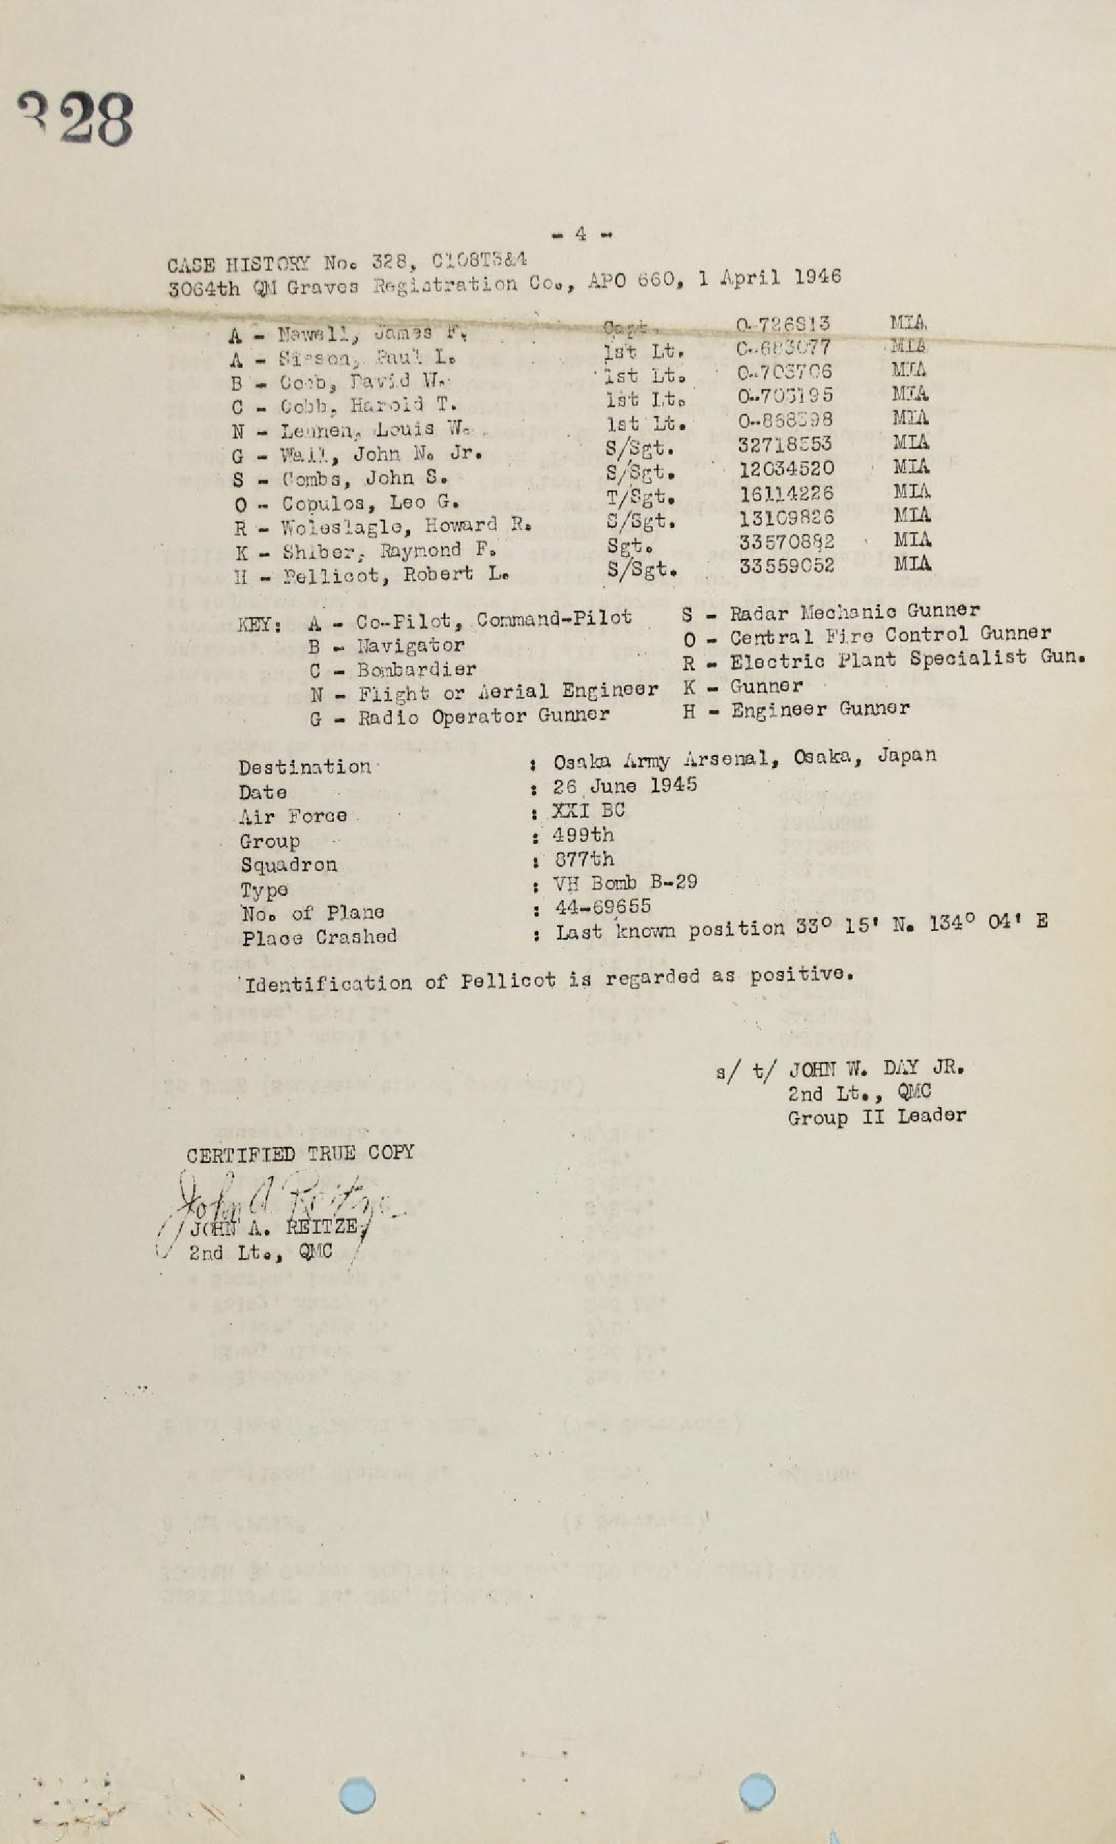 328
- 4 -
CASE HISTORY No. 328, C108T3&4
3064th QM Graves Registration Co., APO 660, 1 April 1946
A - Newell, James F. Capt. O-726813 MIA
A - Sisson, Paul L. 1st Lt. O-683077 MIA
B - Cobb, David W. 1st Lt. O-703706 MIA
C - Cobb, Harold T. 1st Lt. MIA
N - Lennen, Louis W. 1st Lt. MIA
G - Wall, John N. Jr. S/Sgt. MIA
S - Combs, John S. S/Sgt. 12034520 MIA
O - Copulos, Leo G. T/Sgt. 16114226 MIA
R - Woleslagle, Howard R. S/Sgt. 13109826 MIA
K - Shiber, Raymond F. Sgt. 33570882 MIA
H - Pellicot, Robert L. S/Sgt. 33559052 MIA
KEY: A - Co-Pilot, Command-Pilot S - Radar Mechanic Gunner
B - Navigator O - Central Fire Control Gunner
C - Bombardier R - Electric Plant Specialist Gun.
N - Flight or Aerial Engineer K - Gunner
G - Radio Operator Gunner H - Engineer Gunner
Destination : Osaka Army Arsenal, Osaka, Japan
Date : 26 June 1945
Air Force : XXI BC
Group : 499th
Squadron : 877th
Type : VH Bomb B-29
No. of Plane : 44-69655
Place Crashed : Last known position 33° 15' N. 134° 04' E
Identification of Pellicot is regarded as positive.
s/ t/ JOHN W. DAY JR.
2nd Lt., QMC
Group II Leader
CERTIFIED TRUE COPY
John A Reitze
JOHN A. REITZE,
2nd Lt., QMC